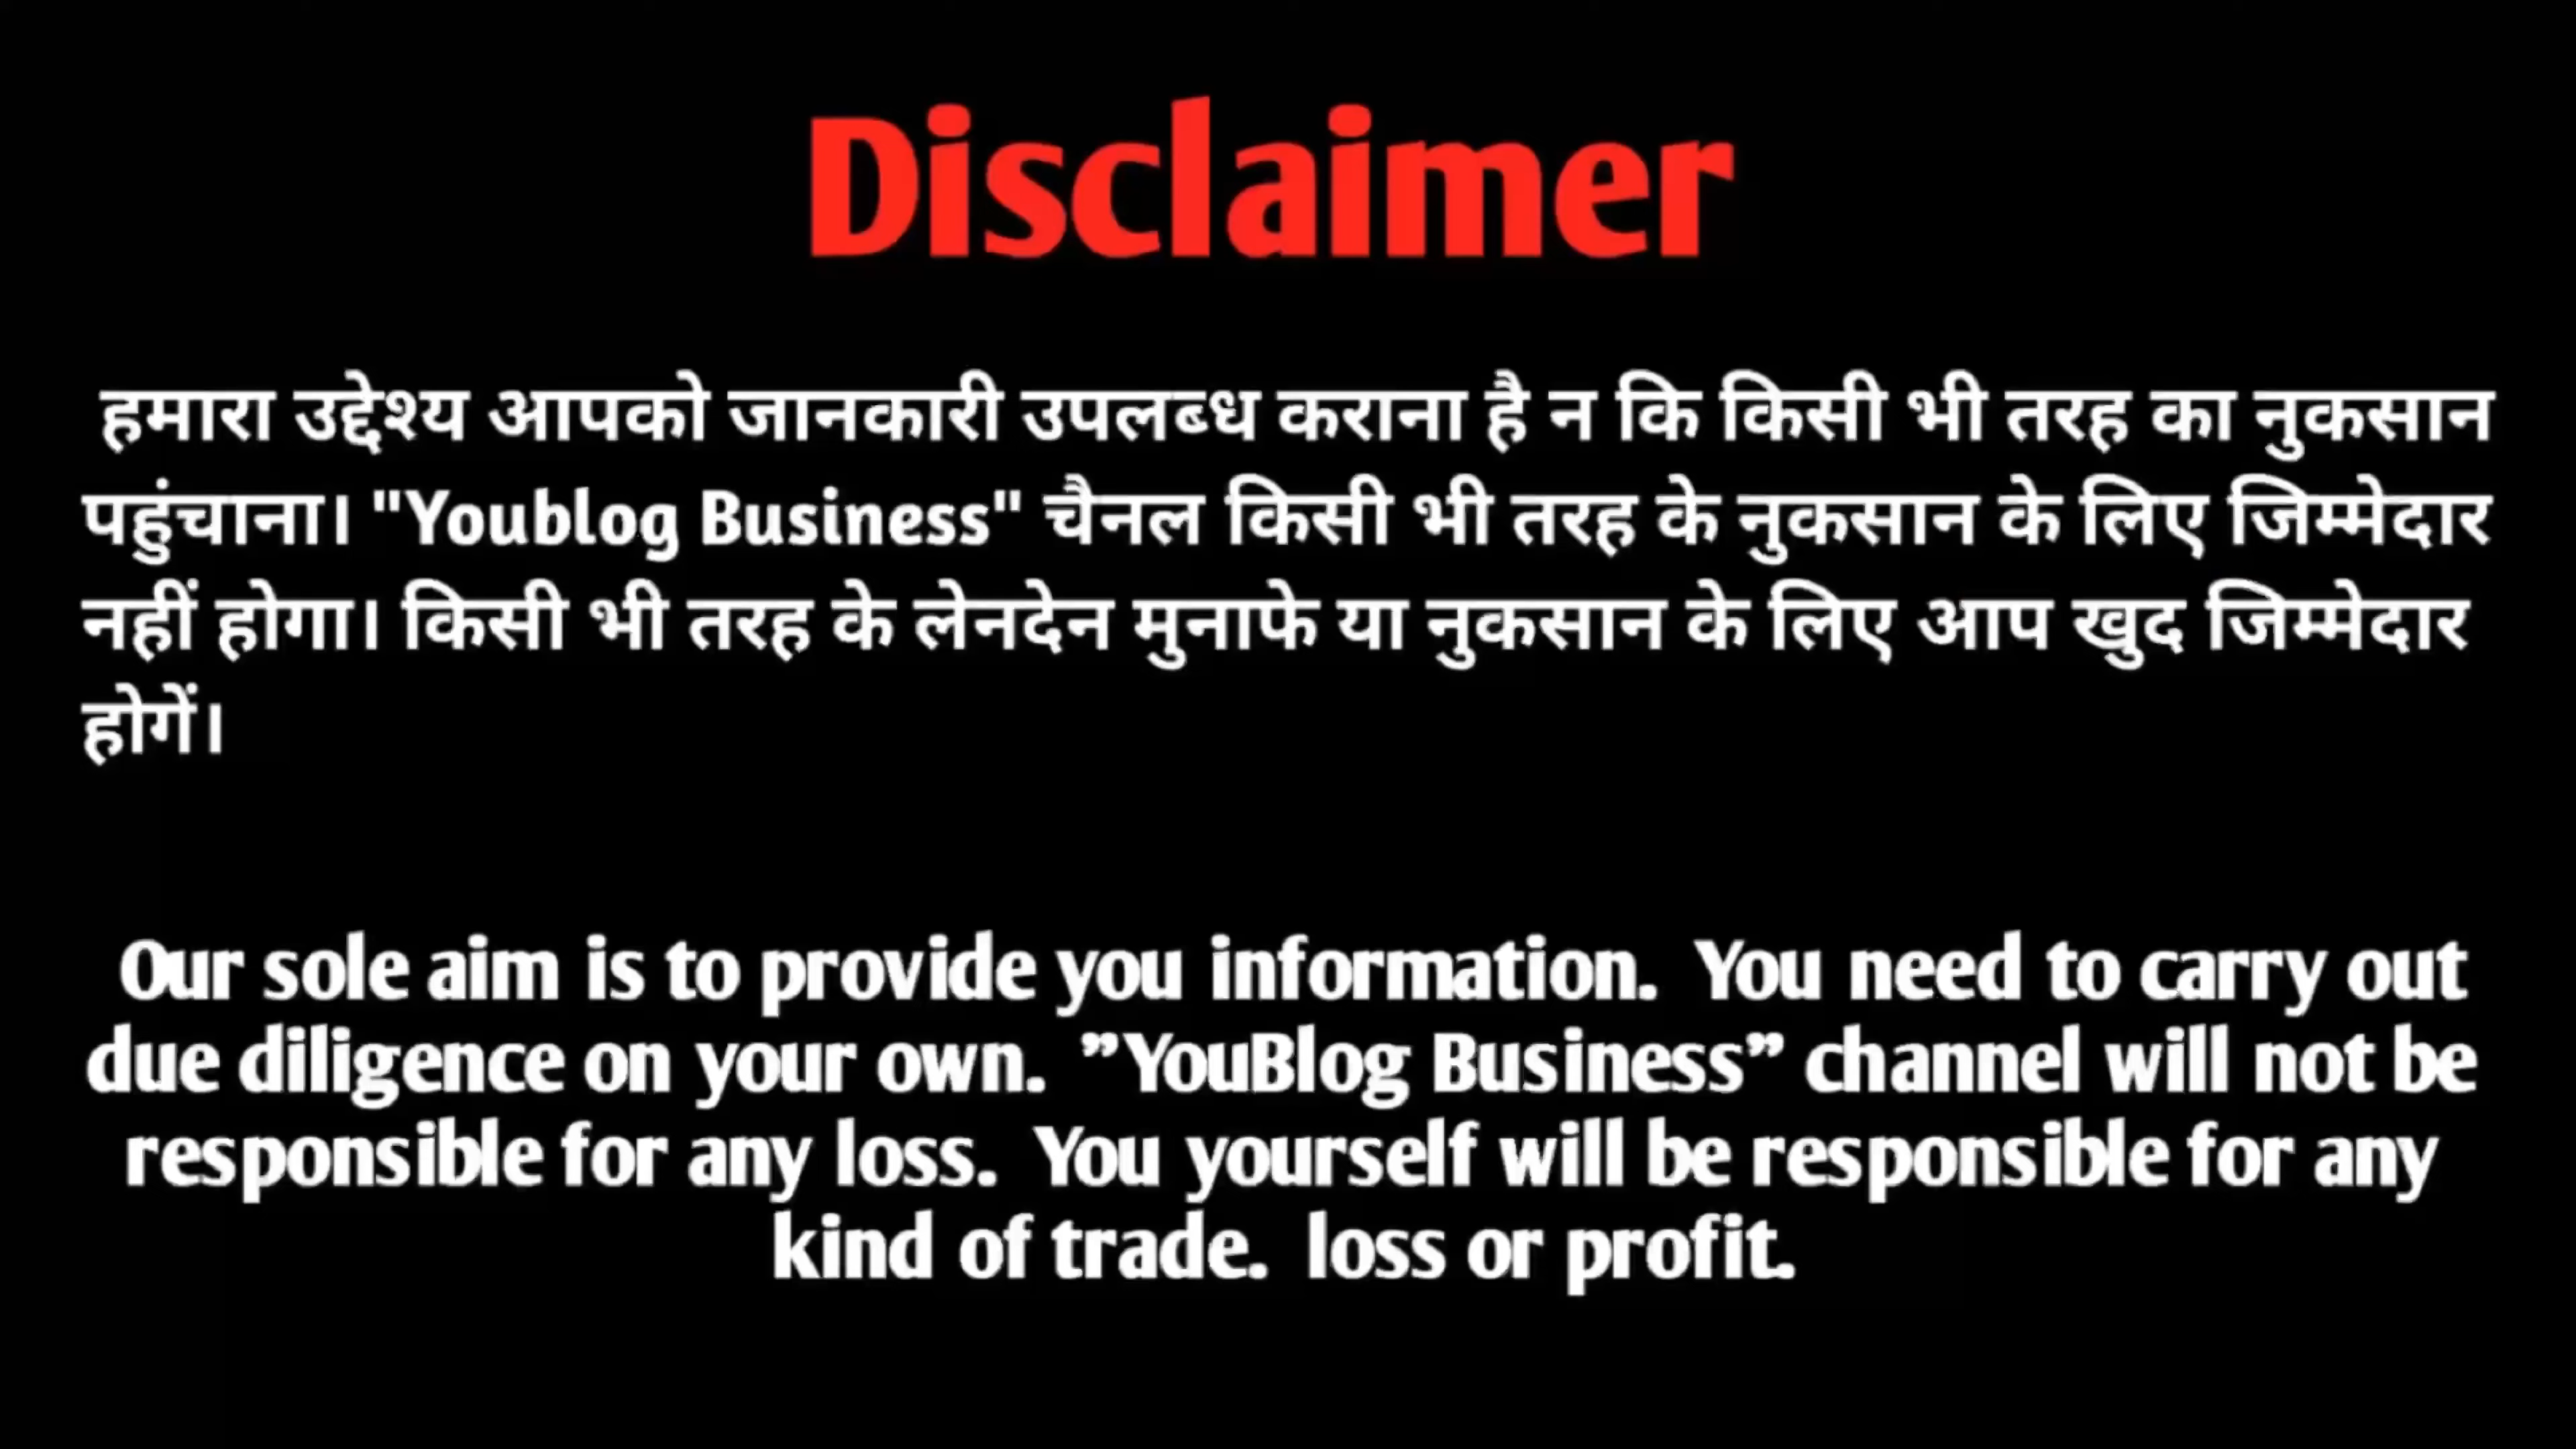 Disclaimer
हमारा उद्देश्य आपको जानकारी उपलब्ध कराना है न कि किसी भी तरह का नुकसान
पहुंचाना। "Youblog Business" चैनल किसी भी तरह के नुकसान के लिए जिम्मेदार
नहीं होगा। किसी भी तरह के लेनदेन मुनाफे या नुकसान के लिए आप खुद जिम्मेदार
होगें।
Our sole aim is to provide you information. You need to carry out
due diligence on your own. ”YouBlog Business” channel will not be
responsible for any loss. You yourself will be responsible for any
kind of trade. loss or profit.